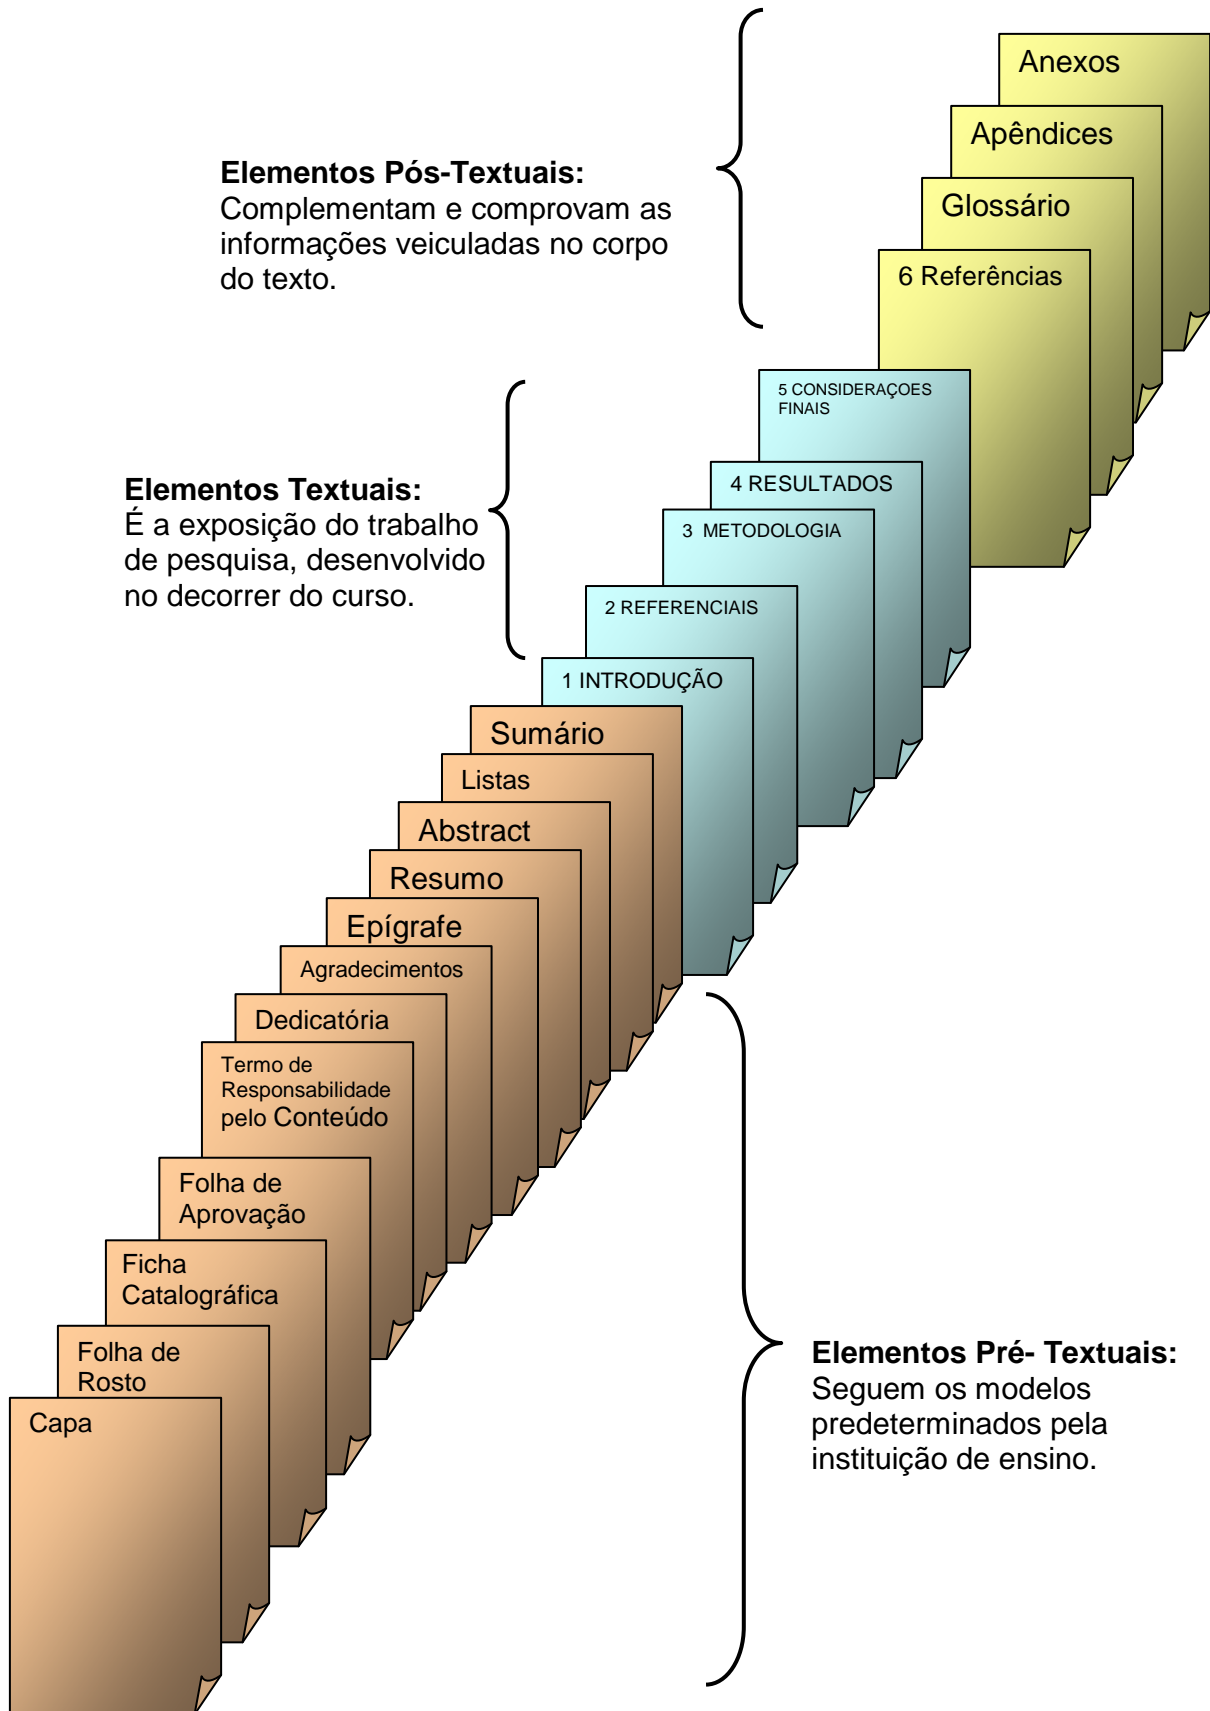 Anexos
Apêndices
Elementos Pós-Textuais:
Complementam e comprovam as
informações veiculadas no corpo
do texto.
Glossário
6 Referências
5 CONSIDERAÇOES
FINAIS
4 RESULTADOS
Elementos Textuais:
É a exposição do trabalho
de pesquisa, desenvolvido
no decorrer do curso.
3 METODOLOGIA
2 REFERENCIAIS
1 INTRODUÇÃO
Sumário
Listas
Abstract
Resumo
Epígrafe
Agradecimentos
Dedicatória
Termo de
Responsabilidade
pelo Conteúdo
Folha de
Aprovação
Ficha
Catalográfica
Folha de
Rosto
Capa
Elementos Pré- Textuais:
Seguem os modelos
predeterminados pela
instituição de ensino.